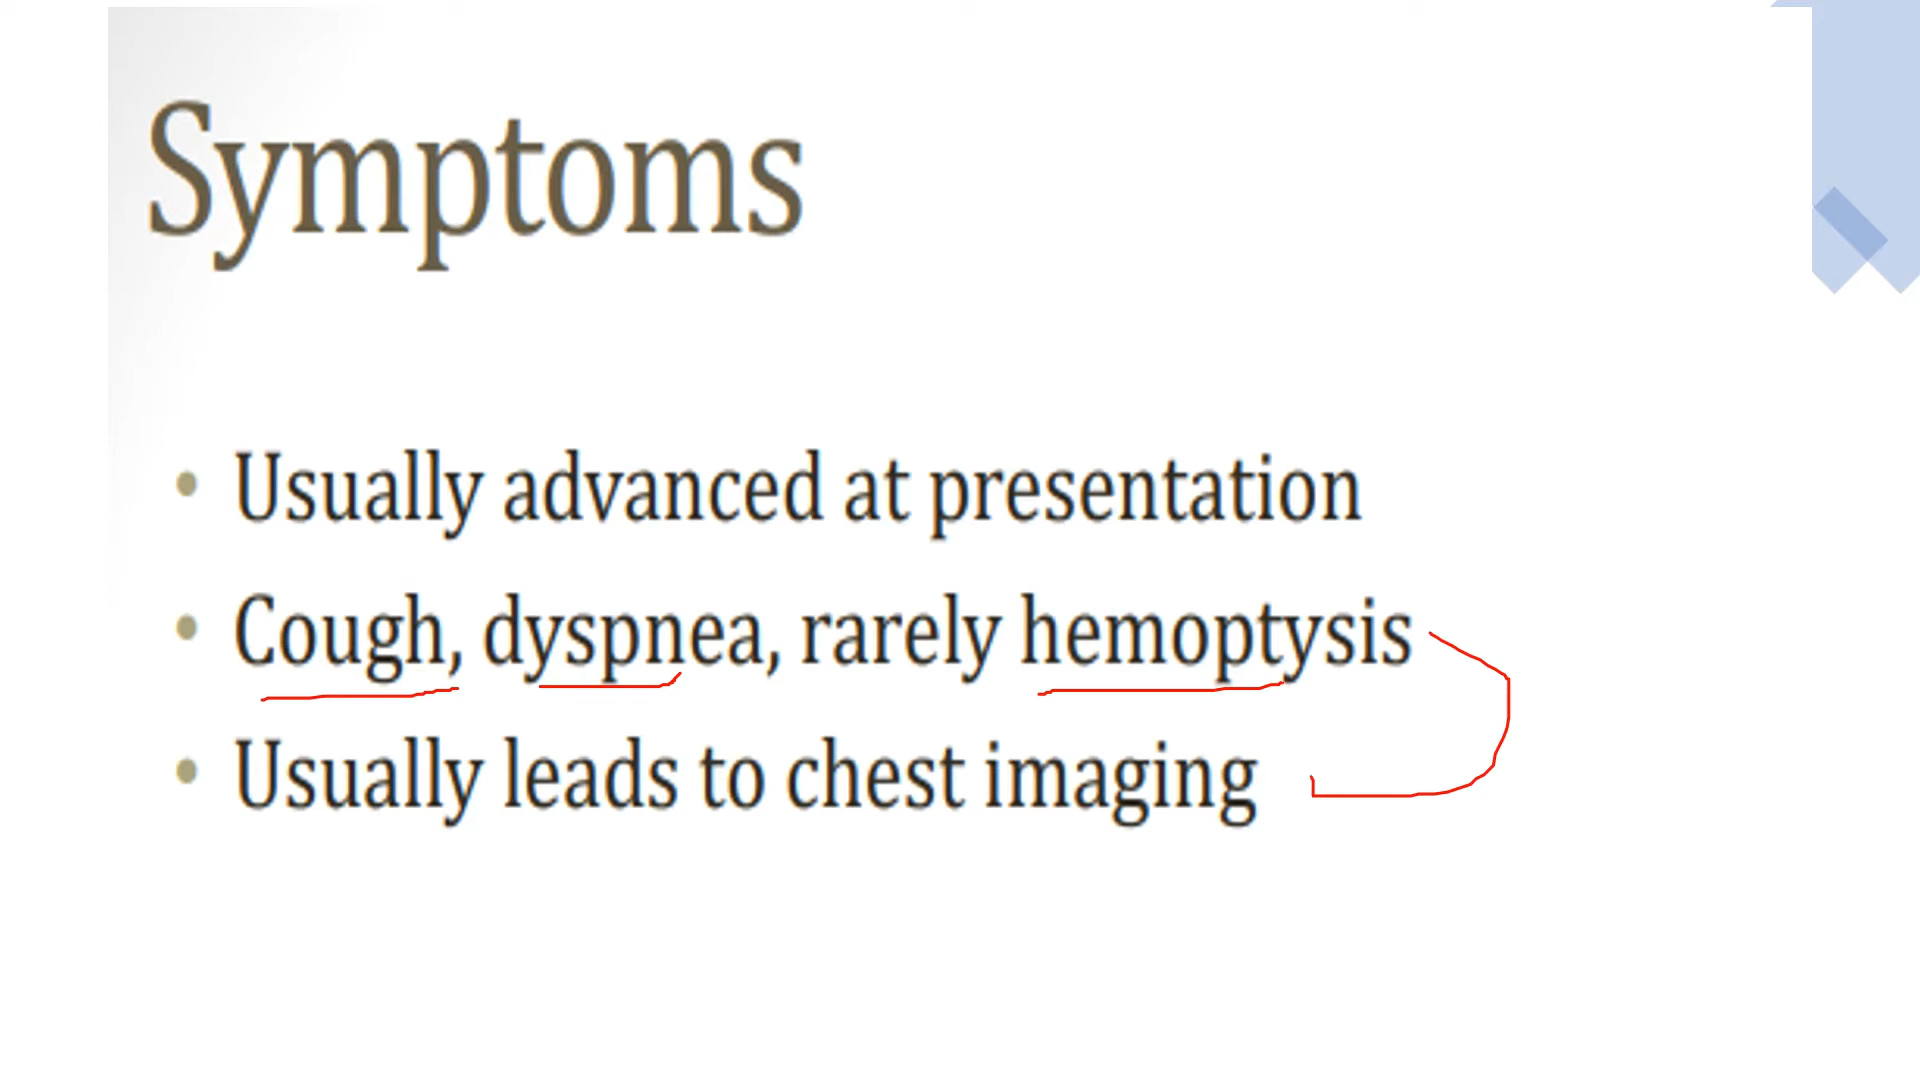 Symptoms
• Usually advanced at presentation
• Cough, dyspnea, rarely hemoptysis
• Usually leads to chest imaging